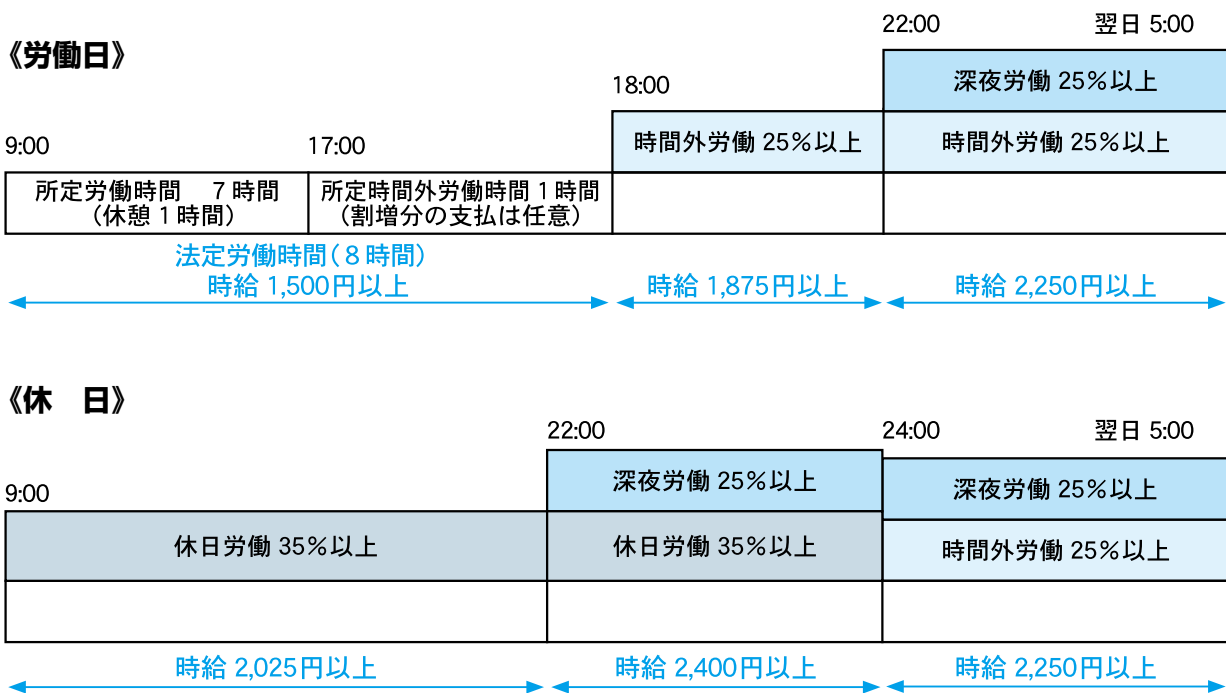 《労働日》
22:00 翌日 5:00
深夜労働 25％以上
18:00
時間外労働 25％以上
時間外労働 25％以上
9:00
17:00
所定労働時間　７時間
（休憩１時間）
所定時間外労働時間１時間
（割増分の支払は任意）
法定労働時間（８時間）
時給 1,500円以上
時給 1,875円以上
時給 2,250円以上
《休　日》
22:00
24:00 翌日 5:00
深夜労働 25％以上
深夜労働 25％以上
9:00
休日労働 35％以上
休日労働 35％以上
時間外労働 25％以上
時給 2,025円以上
時給 2,400円以上
時給 2,250円以上